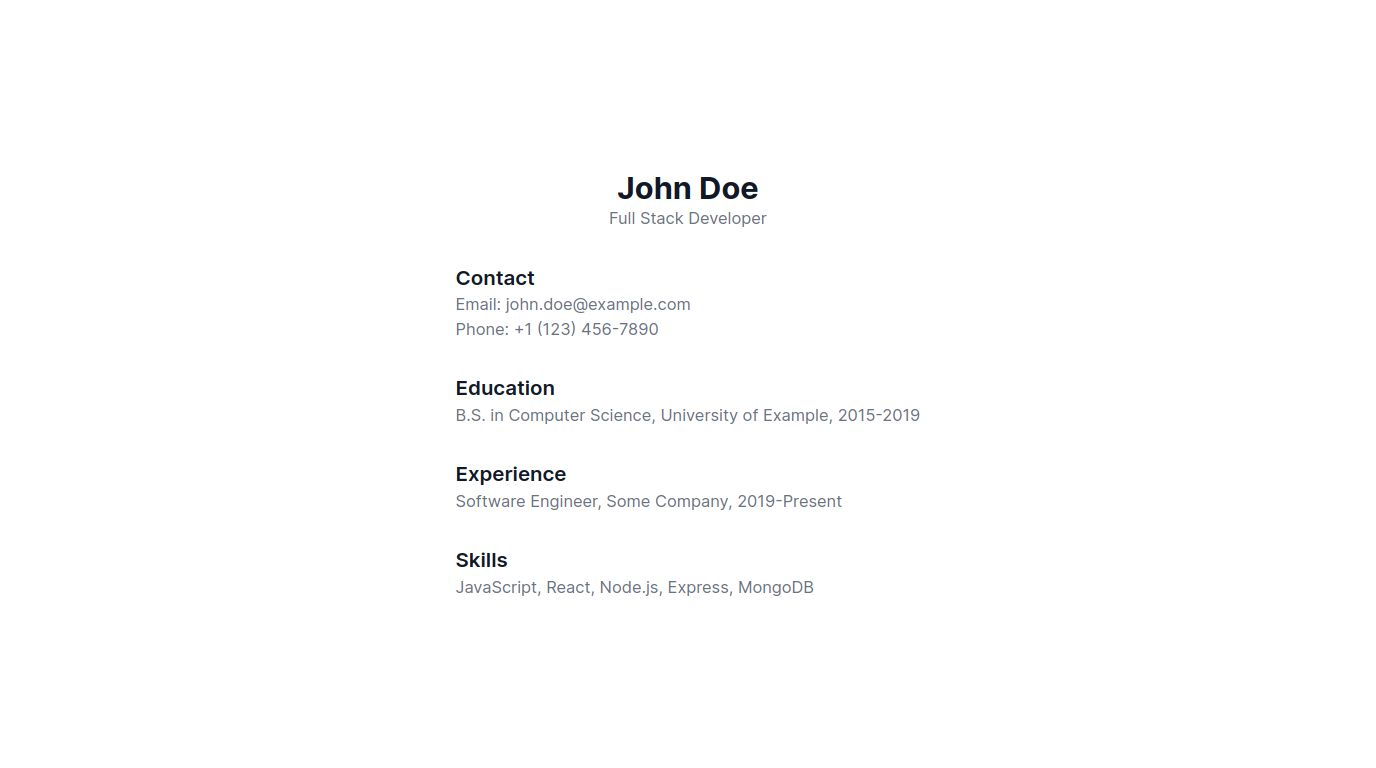 John Doe
Full Stack Developer
Contact
Email: john.doe@example.com
Phone: +1 (123) 456-7890
Education
B.S. in Computer Science, University of Example, 2015-2019
Experience
Software Engineer, Some Company, 2019-Present
Skills
JavaScript, React, Node.js, Express, MongoDB